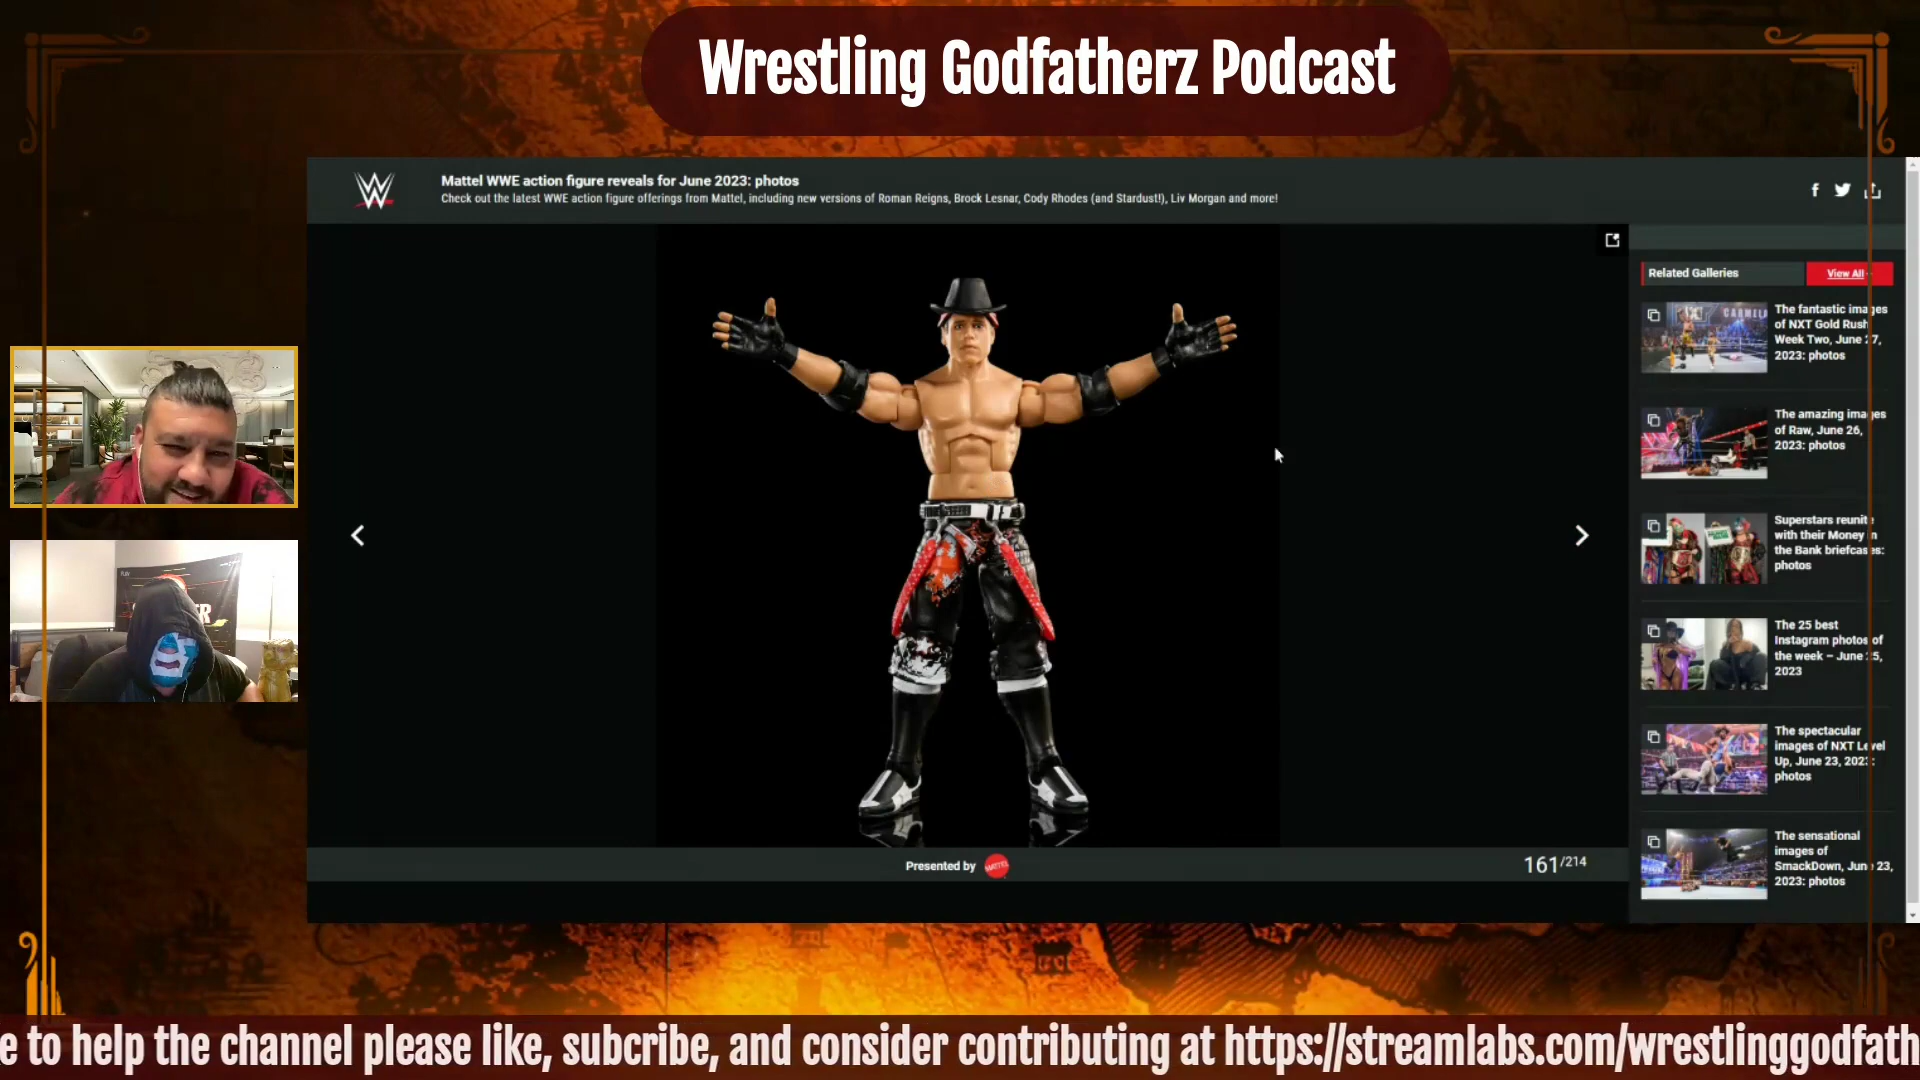 Wrestling Godfatherz Podcast
Mattel WWE action figure reveals for June 2023: photos
Check out the latest WWE action figure offerings from Mattel, including new versions of Roman Reigns, Brock Lesnar, Cody Rhodes (and Stardust!), Liv Morgan and more!
Related Galleries
View All
The fantastic images
of NXT Gold Rush
Week Two, June 27,
2023: photos
The amazing images
of Raw, June 26,
2023: photos
Superstars reunite
with their Money in
the Bank briefcases:
photos
The 25 best
Instagram photos of
the week – June 25,
2023
The spectacular
images of NXT Level
Up, June 23, 2023:
photos
The sensational
images of
SmackDown, June 23,
2023: photos
Presented by
MATTEL
161/214
e to help the channel please like, subcribe, and consider contributing at https://streamlabs.com/wrestlinggodfath